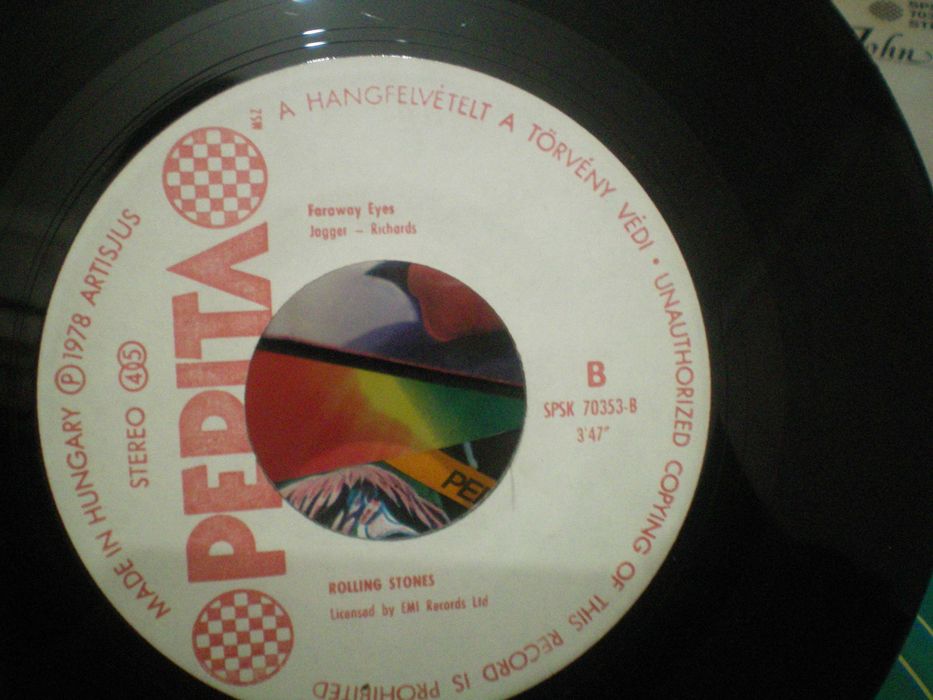 A HANGFELVÉTELT A TÖRVÉNY VÉDI • UNAUTHORIZED COPYING OF THIS RECORD IS PROHIBITED
MADE IN HUNGARY Ⓟ 1978 ARTISJUS
STEREO 45
PEPITA
MSZ
Faraway Eyes
Jagger – Richards
B
SPSK 70353-B
3'47"
ROLLING STONES
Licensed by EMI Records Ltd
John